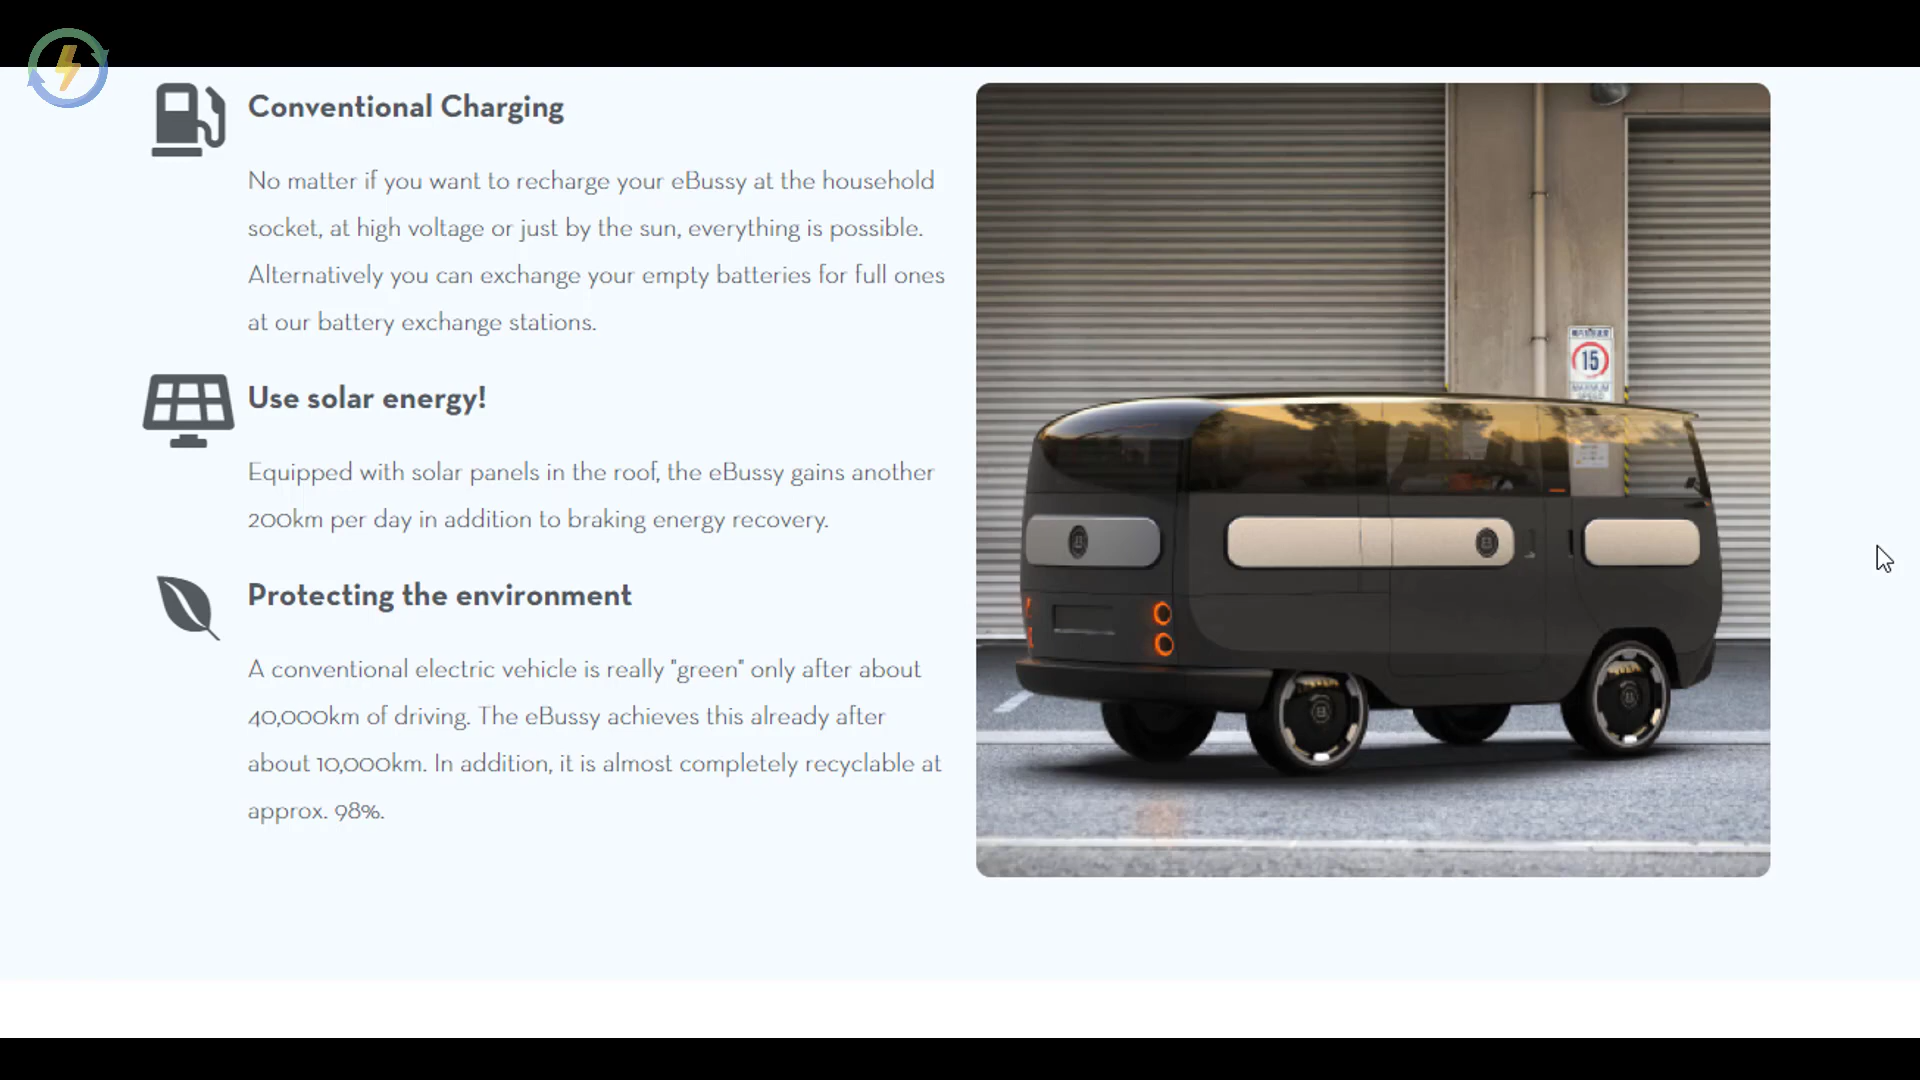 Conventional Charging
No matter if you want to recharge your eBussy at the household
socket, at high voltage or just by the sun, everything is possible.
Alternatively you can exchange your empty batteries for full ones
at our battery exchange stations.
Use solar energy!
Equipped with solar panels in the roof, the eBussy gains another
200km per day in addition to braking energy recovery.
Protecting the environment
A conventional electric vehicle is really "green" only after about
40,000km of driving. The eBussy achieves this already after
about 10,000km. In addition, it is almost completely recyclable at
approx. 98%.
15
MAXIMUM
SPEED
B
B